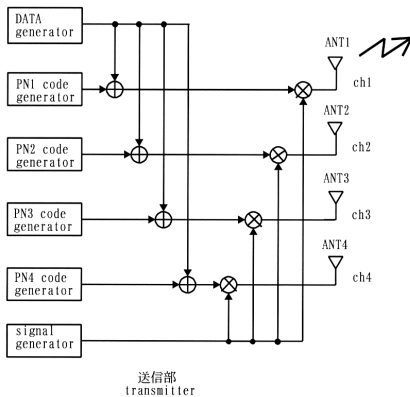 DATA
generator
PN1 code
generator
PN2 code
generator
PN3 code
generator
PN4 code
generator
signal
generator
ANT1
ch1
ANT2
ch2
ANT3
ch3
ANT4
ch4
送信部
transmitter